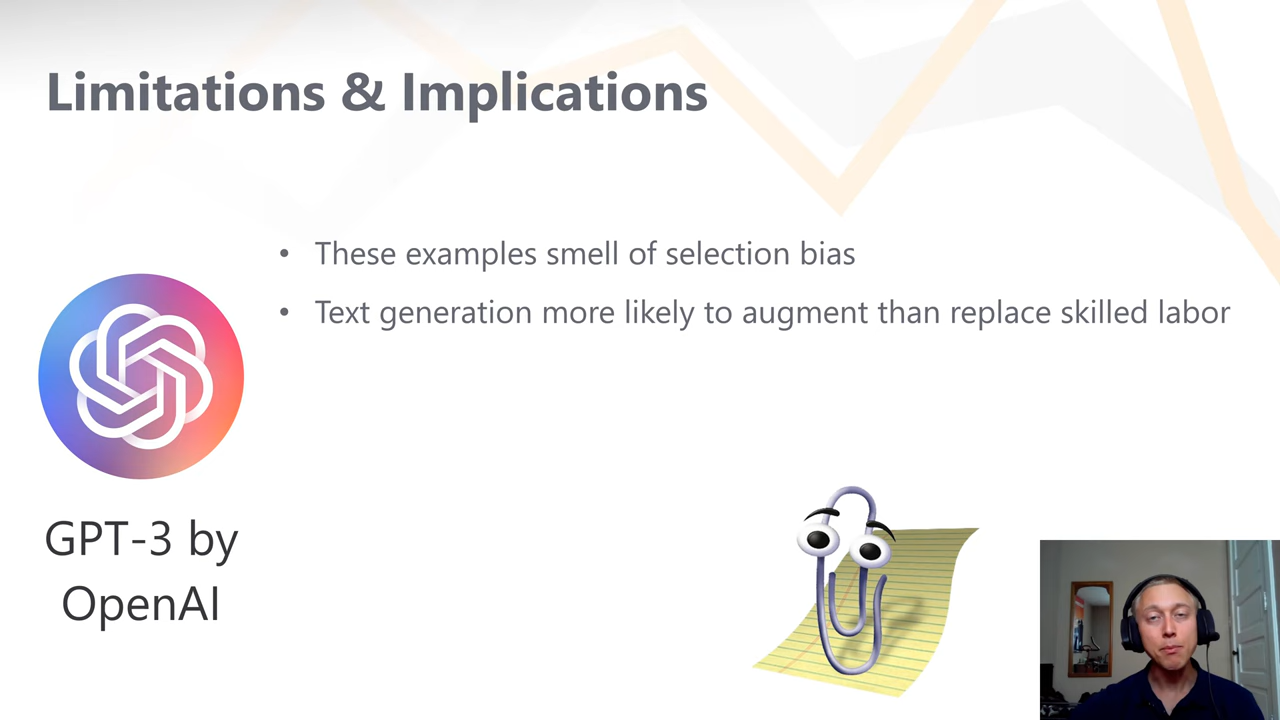 Limitations & Implications
• These examples smell of selection bias
• Text generation more likely to augment than replace skilled labor
GPT-3 by
OpenAI